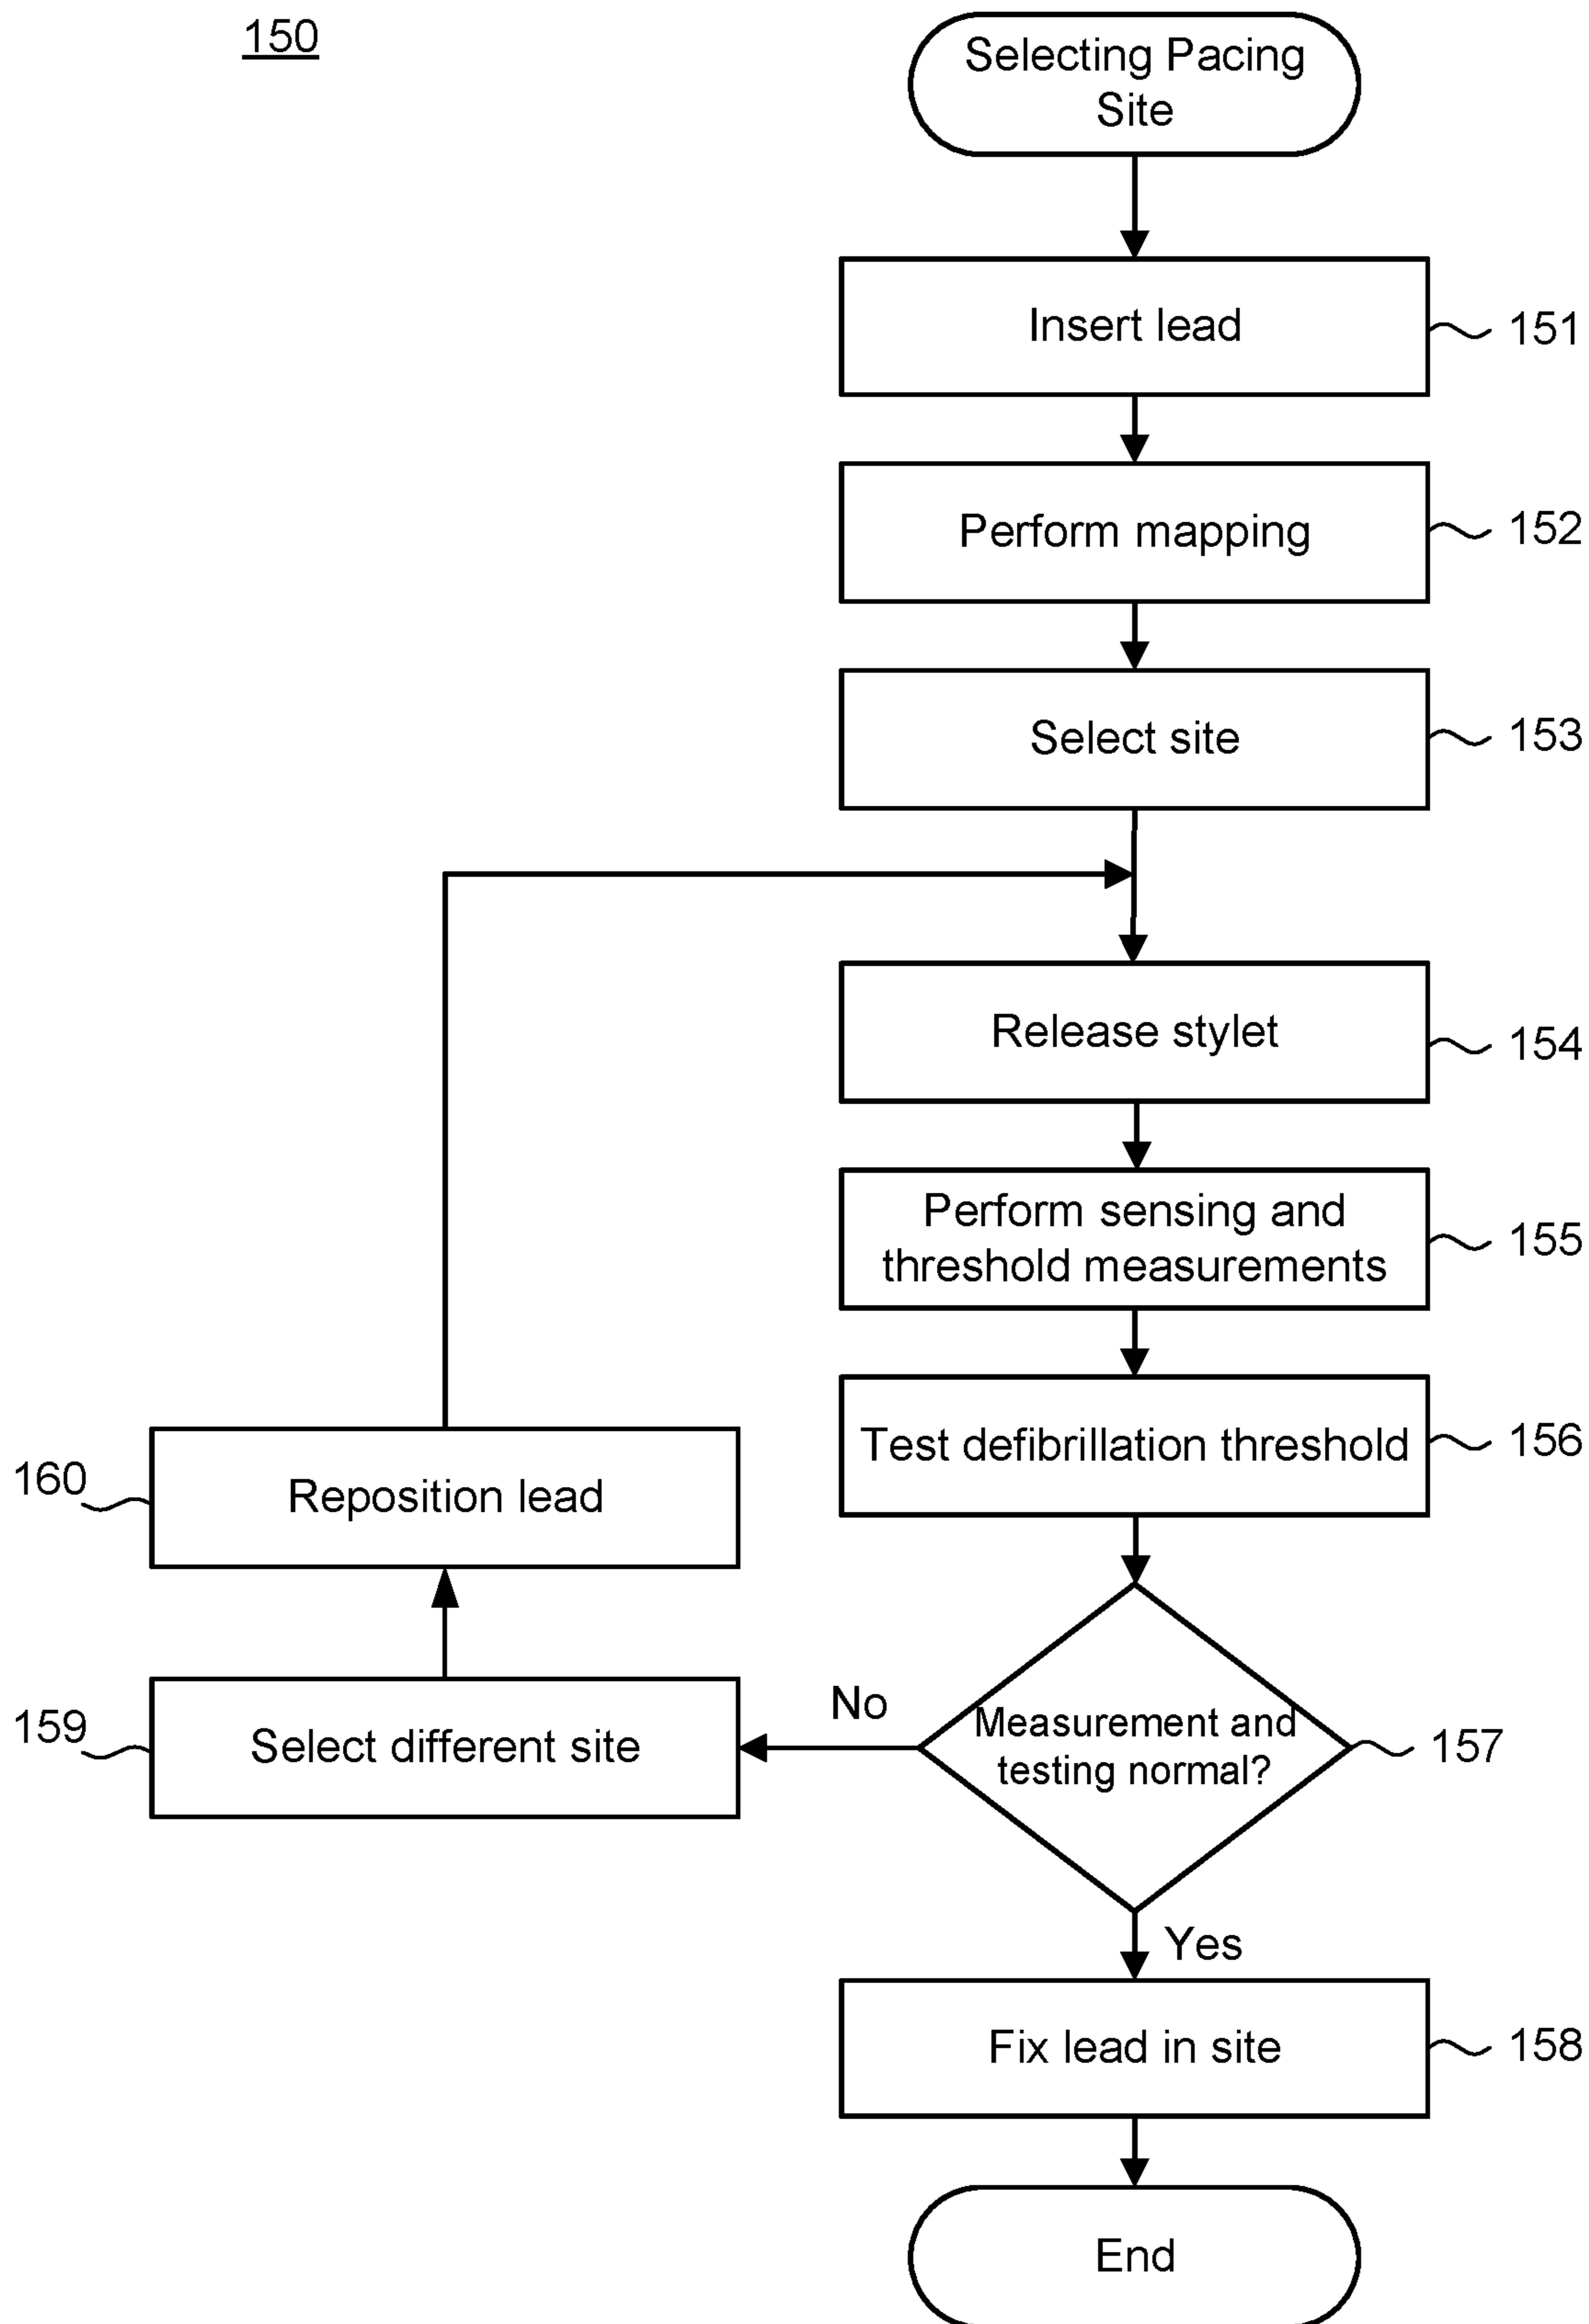 150
Selecting Pacing
Site
Insert lead
151
Perform mapping
152
Select site
153
Release stylet
154
Perform sensing and
threshold measurements
155
Test defibrillation threshold
156
160
Reposition lead
159
Select different site
No
Measurement and
testing normal?
157
Yes
Fix lead in site
158
End